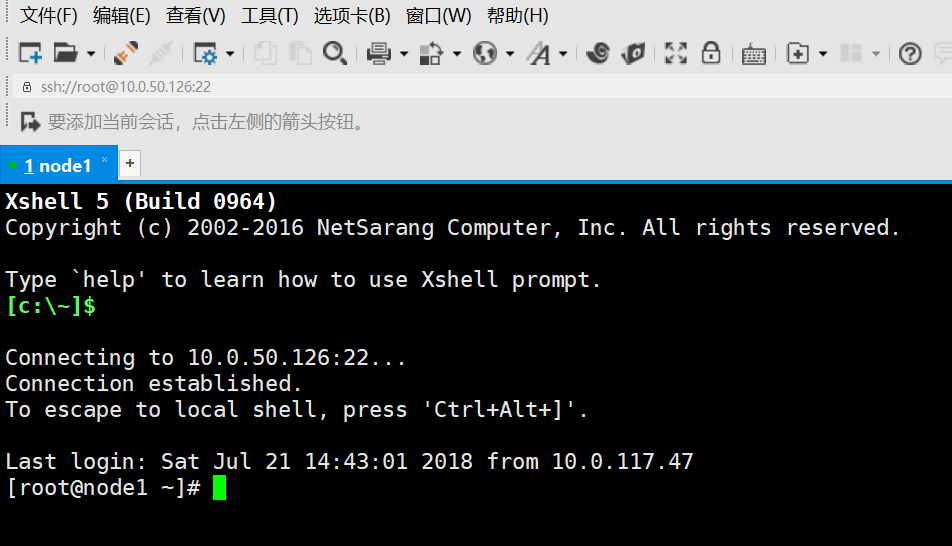 文件(F) 编辑(E) 查看(V) 工具(T) 选项卡(B) 窗口(W) 帮助(H)
ssh://root@10.0.50.126:22
要添加当前会话，点击左侧的箭头按钮。
1 node1 × +
Xshell 5 (Build 0964)
Copyright (c) 2002-2016 NetSarang Computer, Inc. All rights reserved.
Type `help' to learn how to use Xshell prompt.
[c:\~]$
Connecting to 10.0.50.126:22...
Connection established.
To escape to local shell, press 'Ctrl+Alt+]'.
Last login: Sat Jul 21 14:43:01 2018 from 10.0.117.47
[root@node1 ~]#